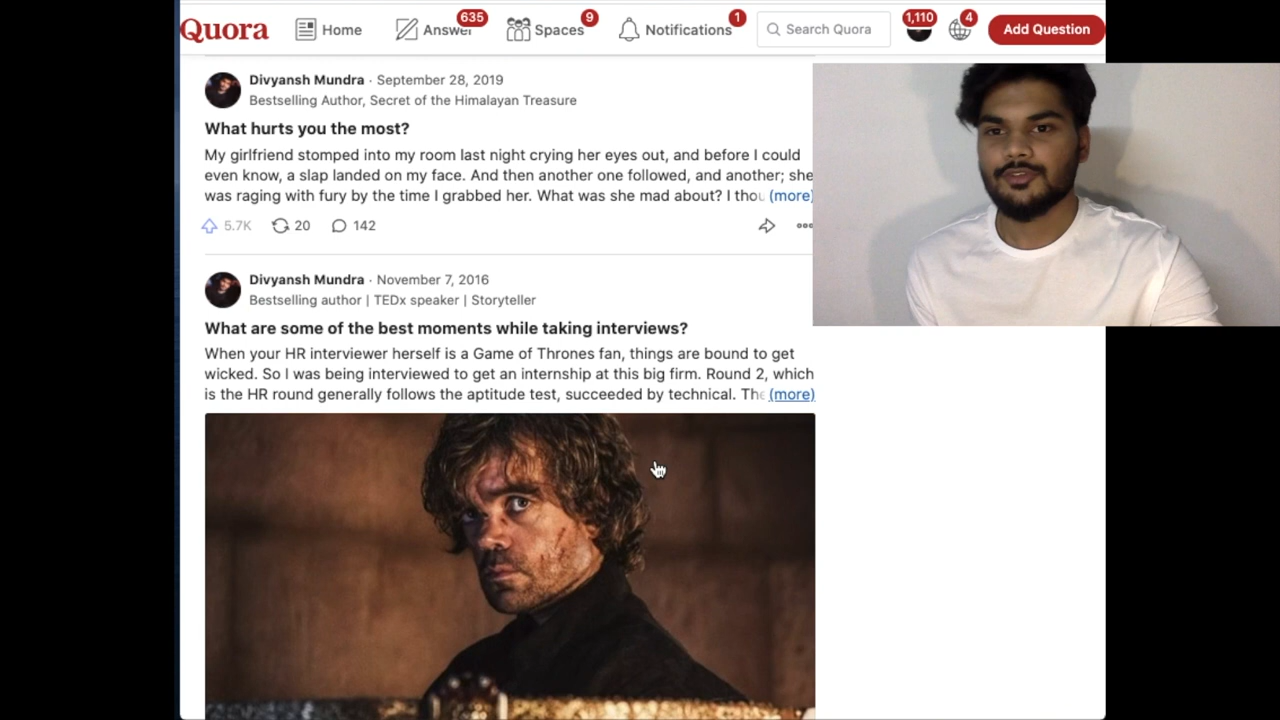 Quora
Home
Answer
635
Spaces
9
Notifications
1
Search Quora
1,110
4
Add Question
Divyansh Mundra · September 28, 2019
Bestselling Author, Secret of the Himalayan Treasure
What hurts you the most?
My girlfriend stomped into my room last night crying her eyes out, and before I could
even know, a slap landed on my face. And then another one followed, and another; she
was raging with fury by the time I grabbed her. What was she mad about? I thou (more)
5.7K
20
142
Divyansh Mundra · November 7, 2016
Bestselling author | TEDx speaker | Storyteller
What are some of the best moments while taking interviews?
When your HR interviewer herself is a Game of Thrones fan, things are bound to get
wicked. So I was being interviewed to get an internship at this big firm. Round 2, which
is the HR round generally follows the aptitude test, succeeded by technical. The (more)